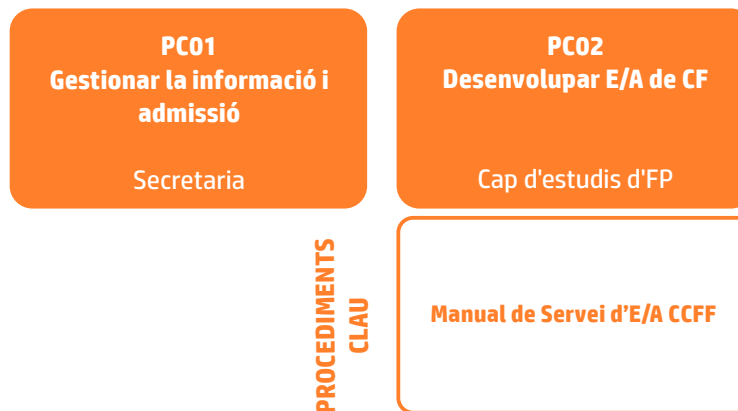 PC01
Gestionar la informació i
admissió
Secretaria
PC02
Desenvolupar E/A de CF
Cap d'estudis d'FP
PROCEDIMENTS
CLAU
Manual de Servei d’E/A CCFF